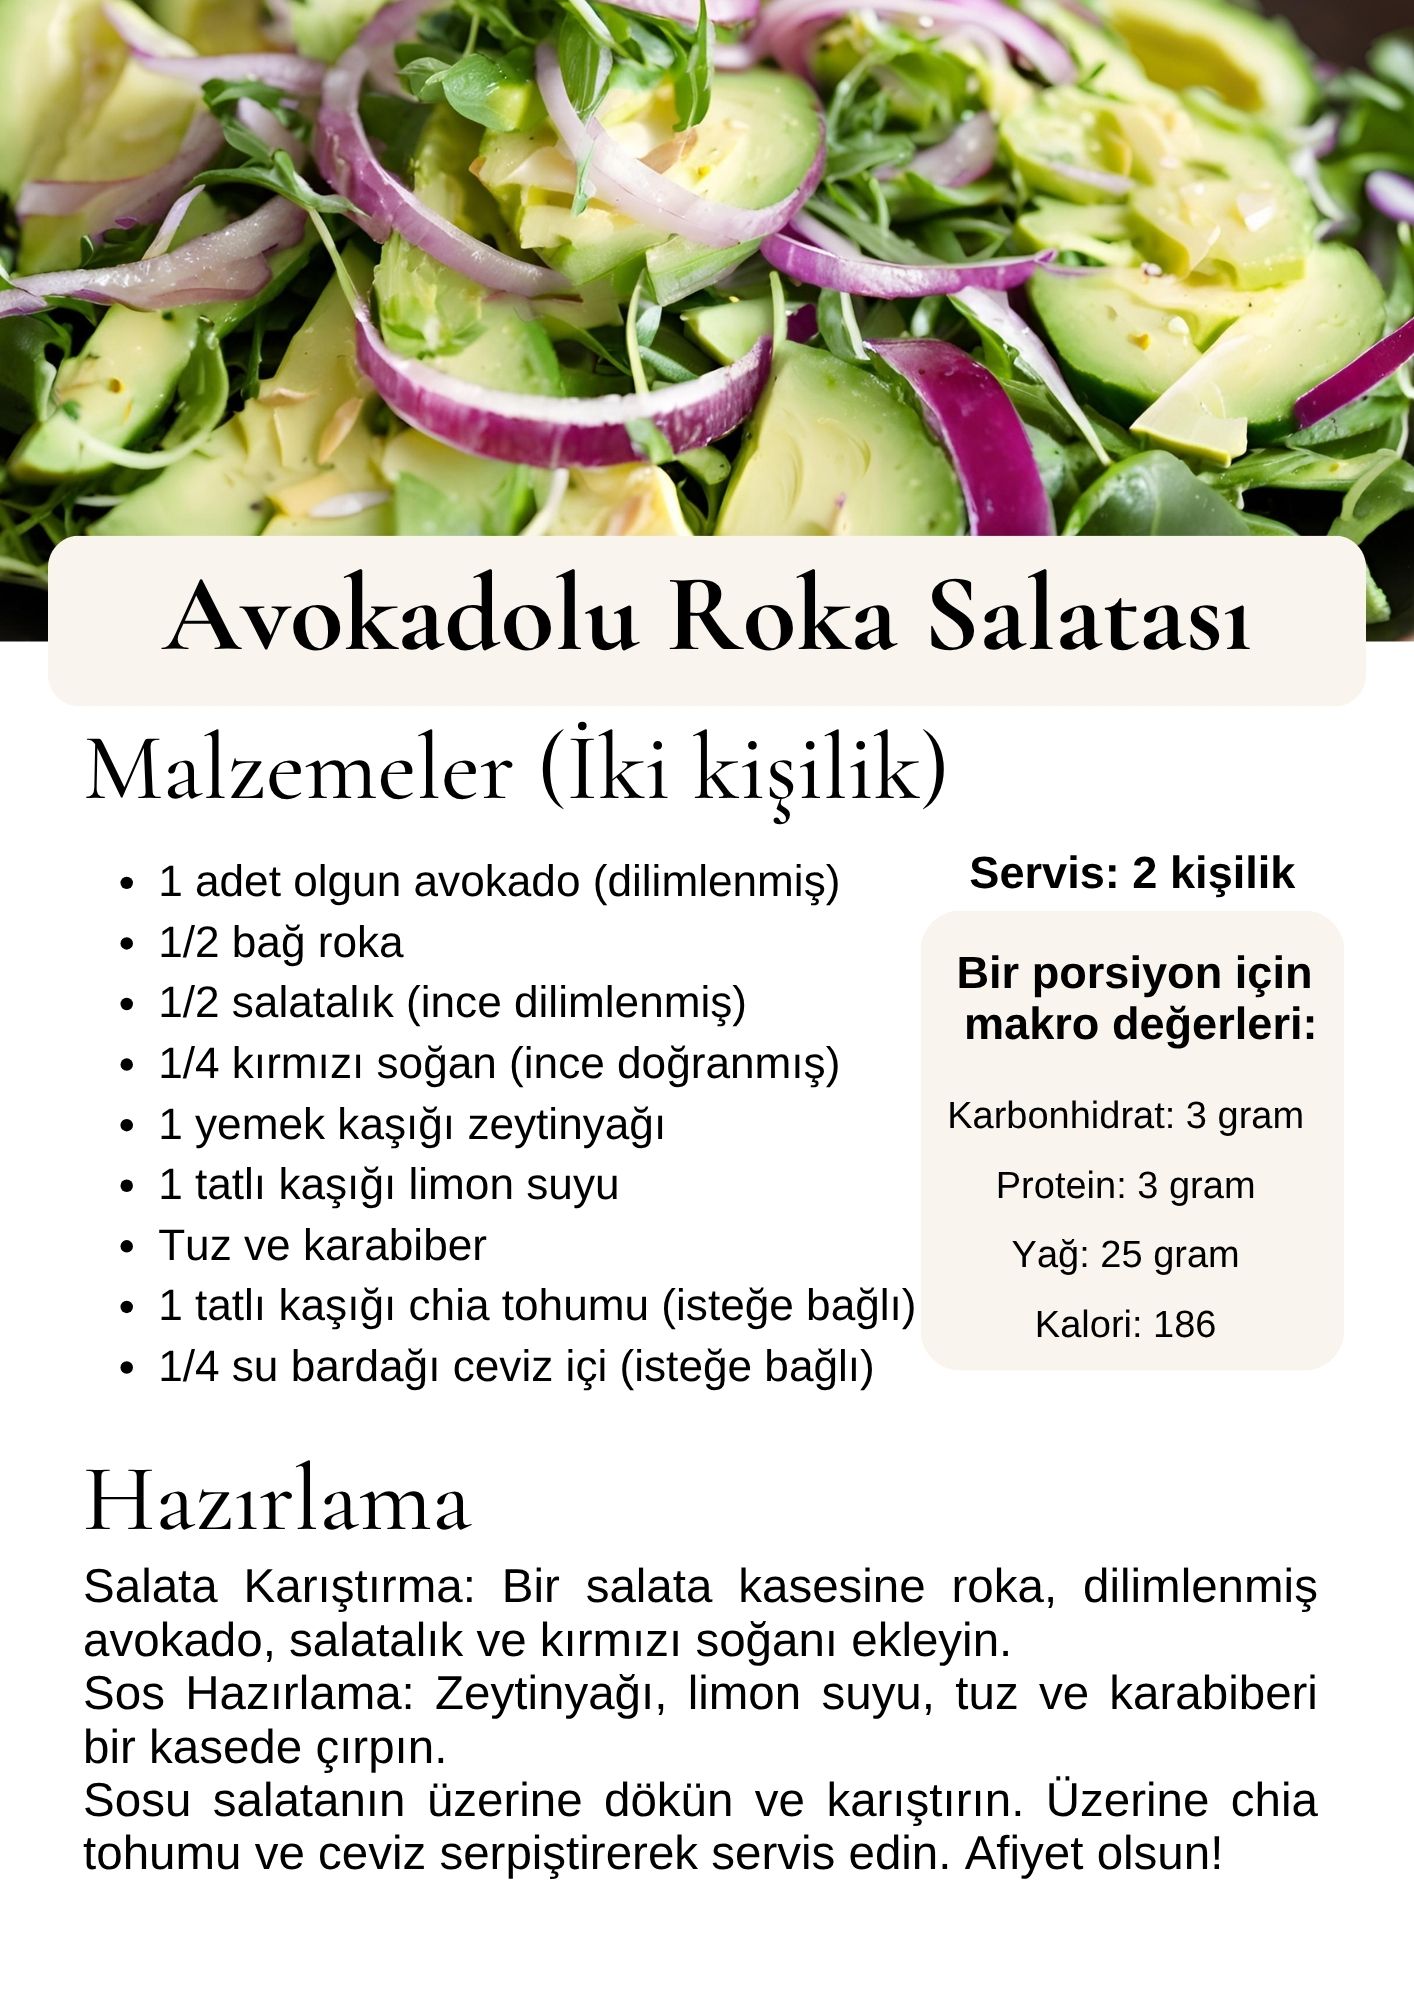 Avokadolu Roka Salatası
Malzemeler (İki kişilik)
• 1 adet olgun avokado (dilimlenmiş)
• 1/2 bağ roka
• 1/2 salatalık (ince dilimlenmiş)
• 1/4 kırmızı soğan (ince doğranmış)
• 1 yemek kaşığı zeytinyağı
• 1 tatlı kaşığı limon suyu
• Tuz ve karabiber
• 1 tatlı kaşığı chia tohumu (isteğe bağlı)
• 1/4 su bardağı ceviz içi (isteğe bağlı)
Servis: 2 kişilik
Bir porsiyon için
makro değerleri:
Karbonhidrat: 3 gram
Protein: 3 gram
Yağ: 25 gram
Kalori: 186
Hazırlama
Salata Karıştırma: Bir salata kasesine roka, dilimlenmiş
avokado, salatalık ve kırmızı soğanı ekleyin.
Sos Hazırlama: Zeytinyağı, limon suyu, tuz ve karabiberi
bir kasede çırpın.
Sosu salatanın üzerine dökün ve karıştırın. Üzerine chia
tohumu ve ceviz serpiştirerek servis edin. Afiyet olsun!